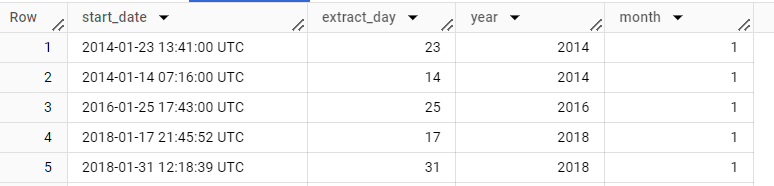 Row start_date extract_day year month
1 2014-01-23 13:41:00 UTC 23 2014 1
2 2014-01-14 07:16:00 UTC 14 2014 1
3 2016-01-25 17:43:00 UTC 25 2016 1
4 2018-01-17 21:45:52 UTC 17 2018 1
5 2018-01-31 12:18:39 UTC 31 2018 1